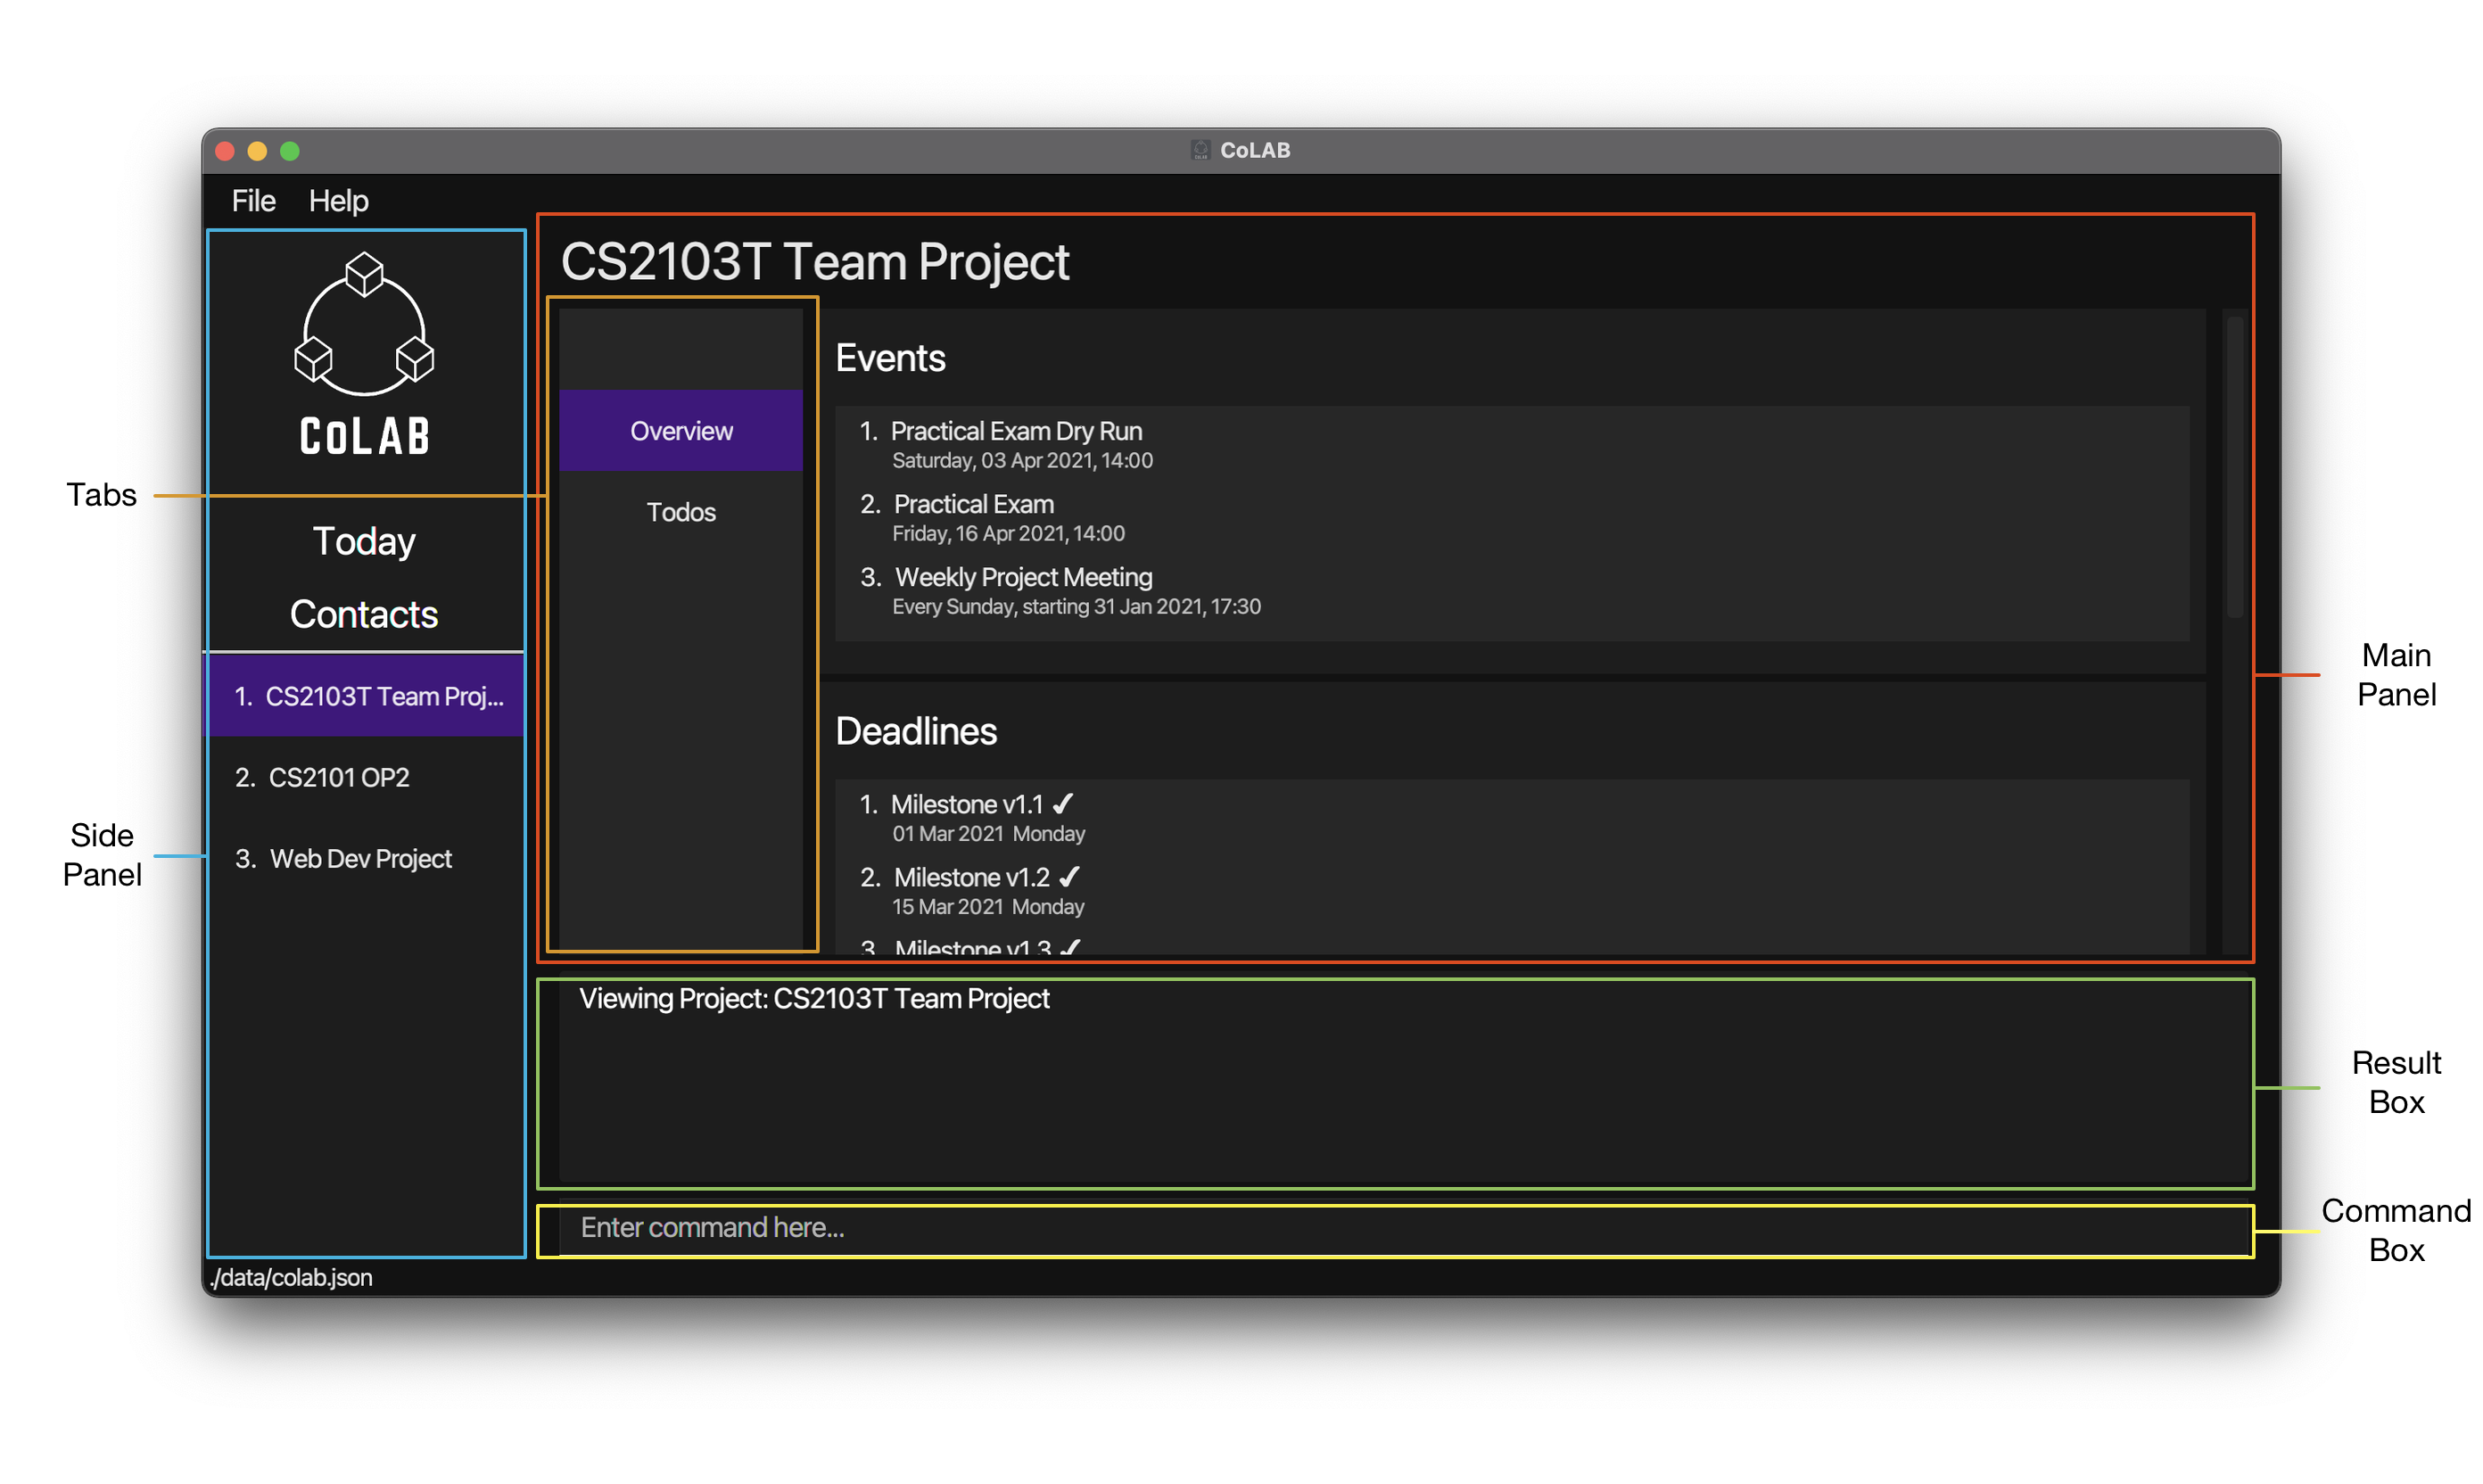 CoLAB
File Help
CoLAB
Today
Contacts
1. CS2103T Team Proj...
2. CS2101 OP2
3. Web Dev Project
CS2103T Team Project
Overview
Todos
Events
1. Practical Exam Dry Run
Saturday, 03 Apr 2021, 14:00
2. Practical Exam
Friday, 16 Apr 2021, 14:00
3. Weekly Project Meeting
Every Sunday, starting 31 Jan 2021, 17:30
Deadlines
1. Milestone v1.1 ✔
01 Mar 2021 Monday
2. Milestone v1.2 ✔
15 Mar 2021 Monday
3. Milestone v1.3 ✔
Viewing Project: CS2103T Team Project
Enter command here...
./data/colab.json
Tabs
Side
Panel
Main
Panel
Result
Box
Command
Box